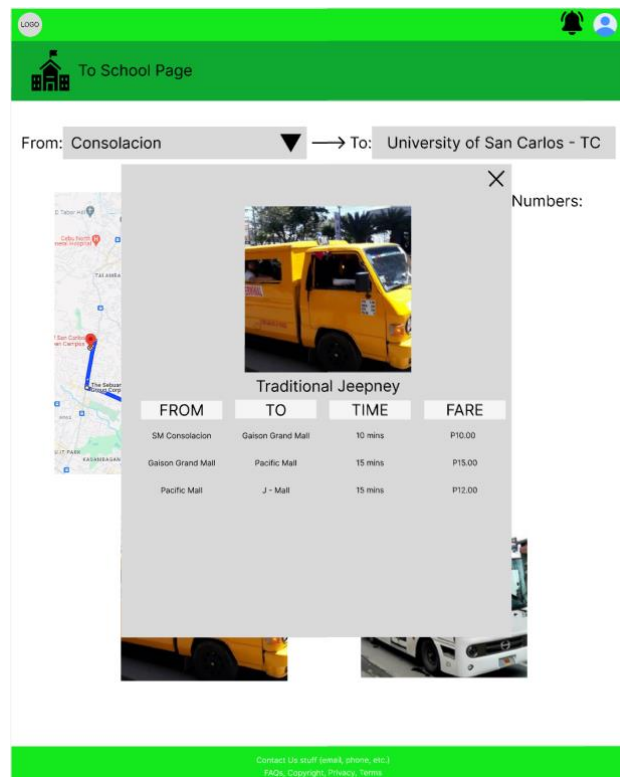 LOGO
To School Page
From: Consolacion
To: University of San Carlos - TC
Numbers:
Traditional Jeepney
FROM TO TIME FARE
SM Consolacion Gaison Grand Mall 10 mins P10.00
Gaison Grand Mall Pacific Mall 15 mins P15.00
Pacific Mall J - Mall 15 mins P12.00
Contact Us stuff (email, phone, etc.)
FAQs, Copyright, Privacy, Terms